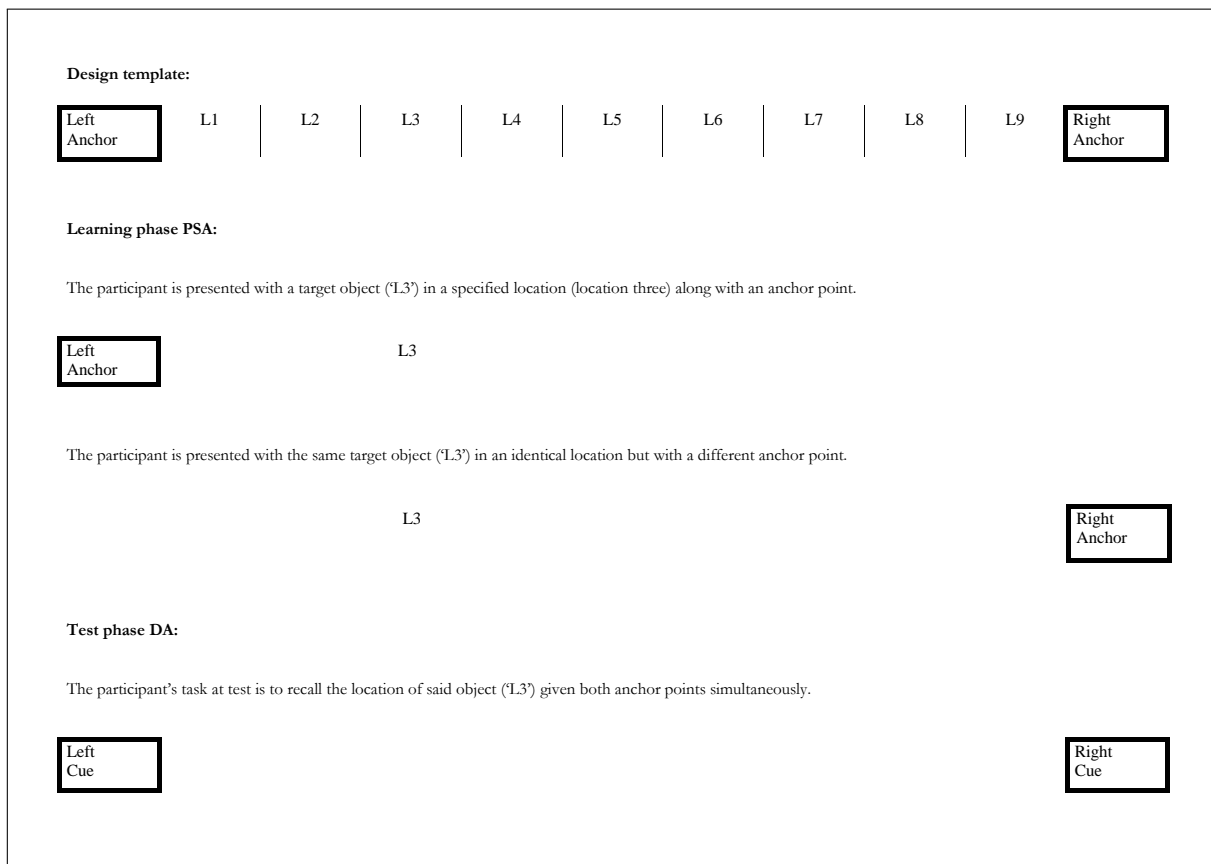 Design template:
Left L1 L2 L3 L4 L5 L6 L7 L8 L9 Right
Anchor Anchor
Learning phase PSA:
The participant is presented with a target object (‘L3’) in a specified location (location three) along with an anchor point.
Left L3
Anchor
The participant is presented with the same target object (‘L3’) in an identical location but with a different anchor point.
L3 Right
Anchor
Test phase DA:
The participant’s task at test is to recall the location of said object (‘L3’) given both anchor points simultaneously.
Left Right
Cue Cue